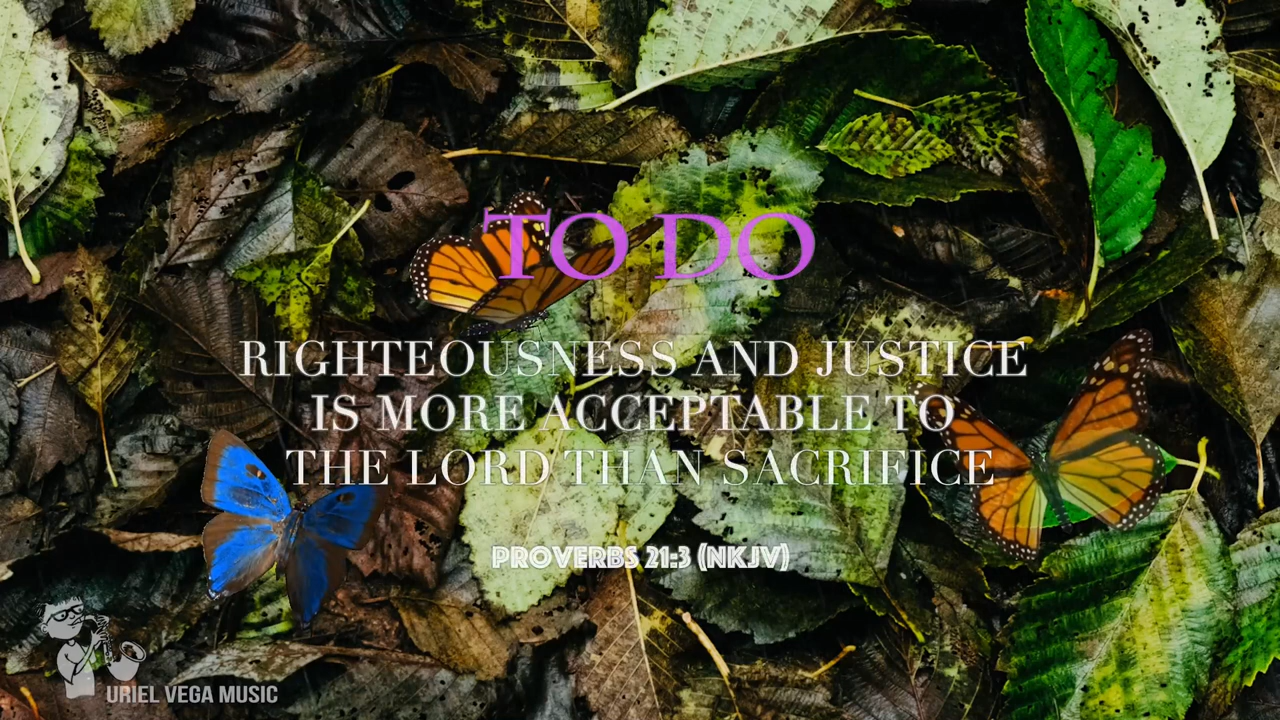 TO DO
RIGHTEOUSNESS AND JUSTICE
IS MORE ACCEPTABLE TO
THE LORD THAN SACRIFICE
PROVERBS 21:3 (NKJV)
URIEL VEGA MUSIC